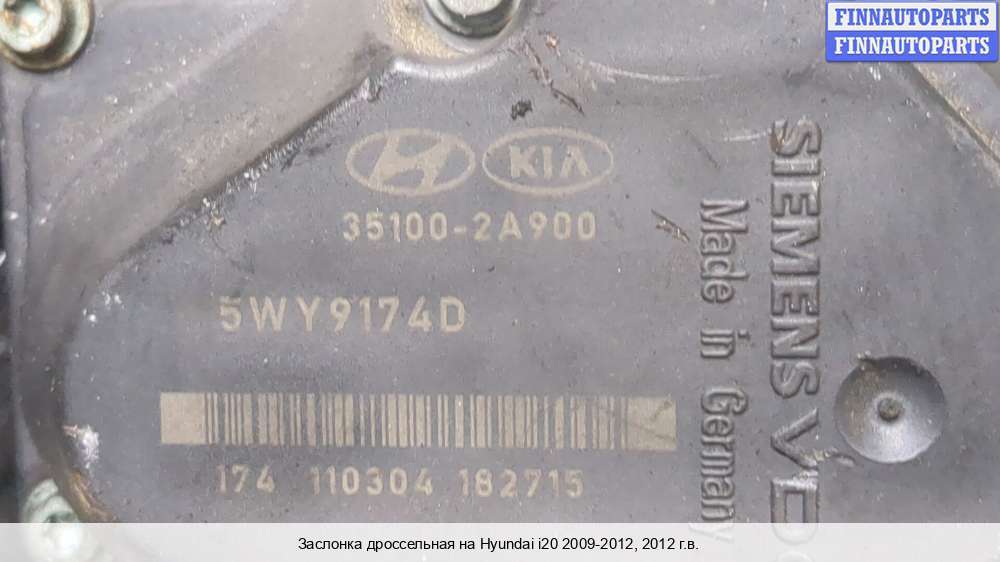 FINNAUTOPARTS
FINNAUTOPARTS
KIA
35100-2A900
5WY9174D
174 110304 182715
SIEMENS VD
Made in Germany
Заслонка дроссельная на Hyundai i20 2009-2012, 2012 г.в.